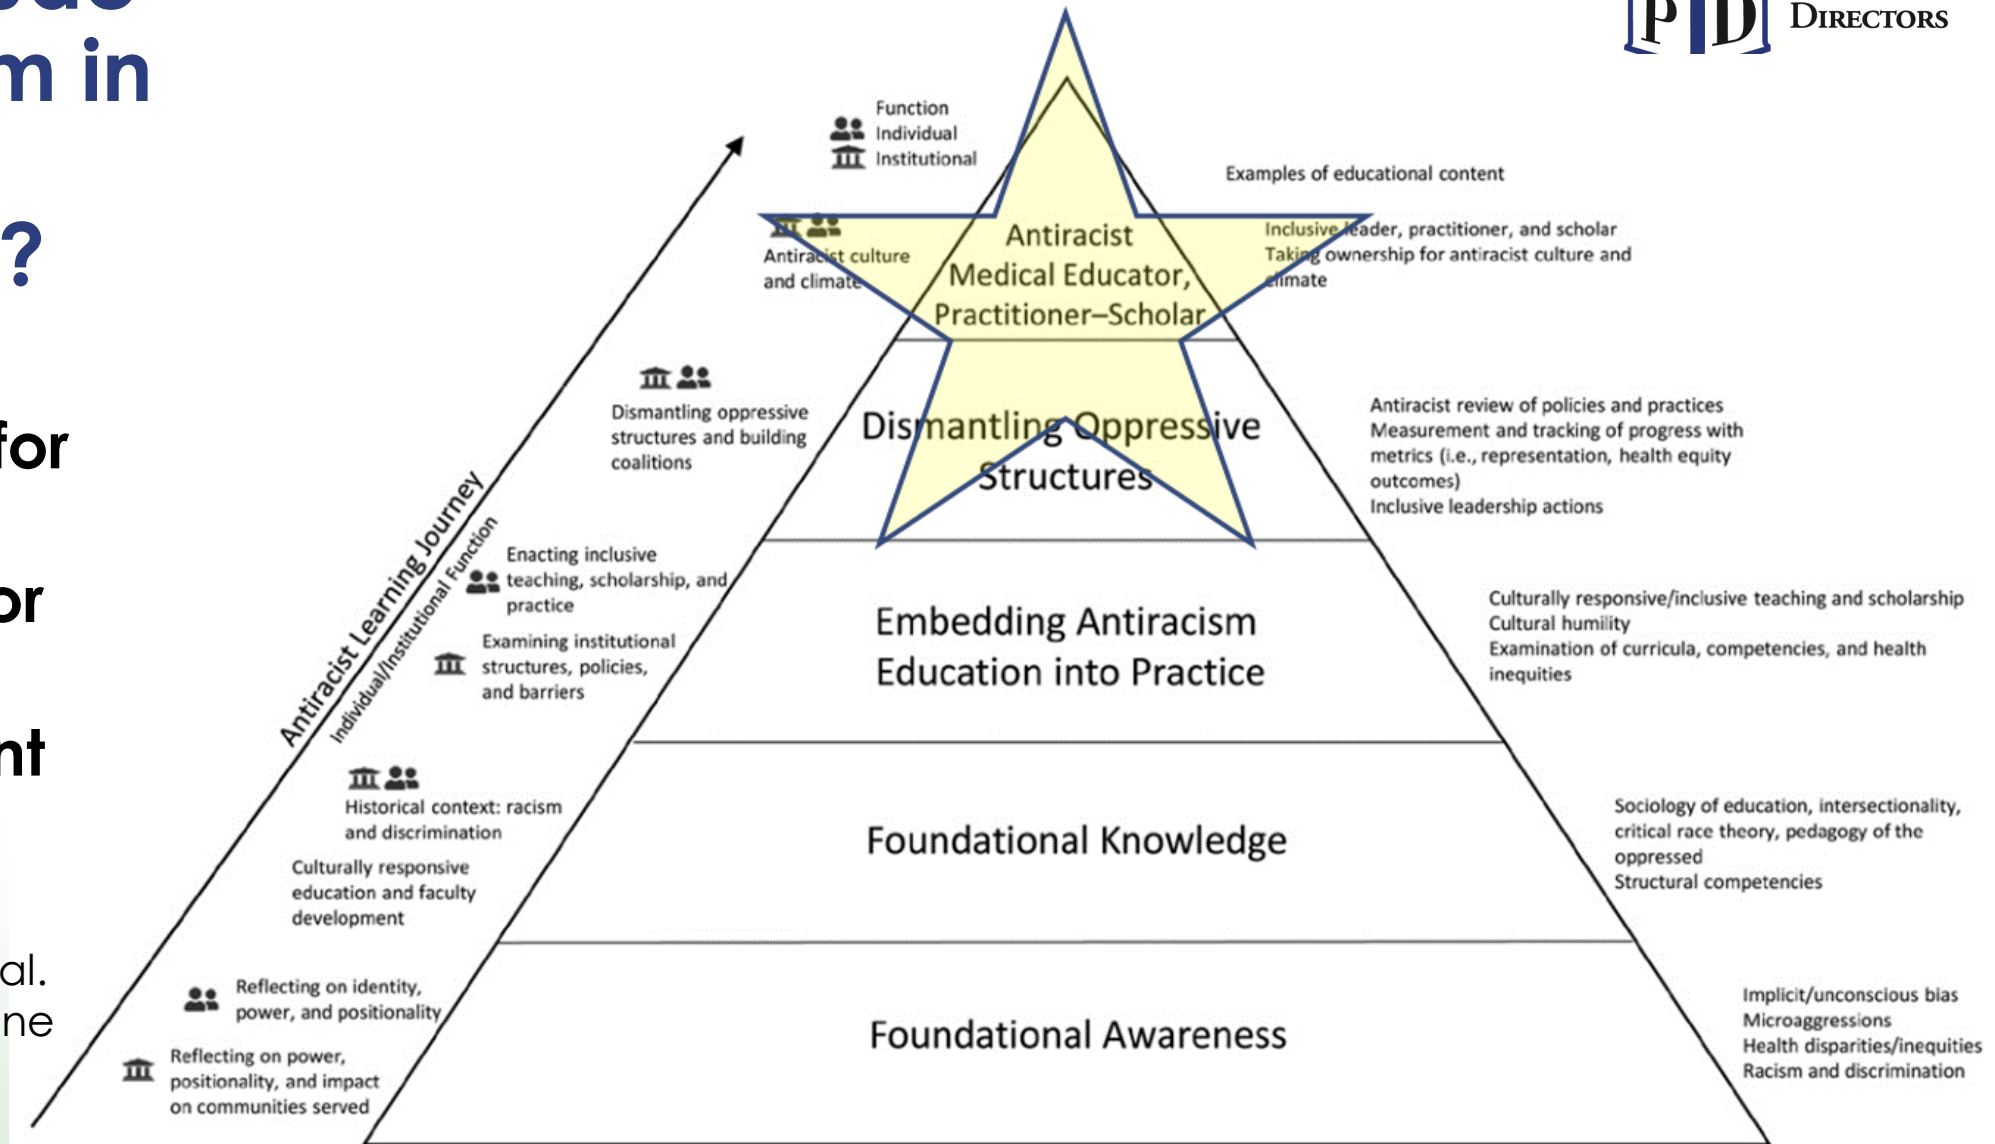 m in
?
for
or
nt
al.
ne
P D
DIRECTORS
Function
Individual
Institutional
Examples of educational content
Antiracist culture
and climate
Antiracist
Medical Educator,
Practitioner–Scholar
Inclusive leader, practitioner, and scholar
Taking ownership for antiracist culture and
climate
Dismantling oppressive
structures and building
coalitions
Dismantling Oppressive
Structures
Antiracist review of policies and practices
Measurement and tracking of progress with
metrics (i.e., representation, health equity
outcomes)
Inclusive leadership actions
Antiracist Learning Journey
Individual/Institutional Function
Enacting inclusive
teaching, scholarship, and
practice
Examining institutional
structures, policies,
and barriers
Embedding Antiracism
Education into Practice
Culturally responsive/inclusive teaching and scholarship
Cultural humility
Examination of curricula, competencies, and health
inequities
Historical context: racism
and discrimination
Culturally responsive
education and faculty
development
Foundational Knowledge
Sociology of education, intersectionality,
critical race theory, pedagogy of the
oppressed
Structural competencies
Reflecting on identity,
power, and positionality
Reflecting on power,
positionality, and impact
on communities served
Foundational Awareness
Implicit/unconscious bias
Microaggressions
Health disparities/inequities
Racism and discrimination